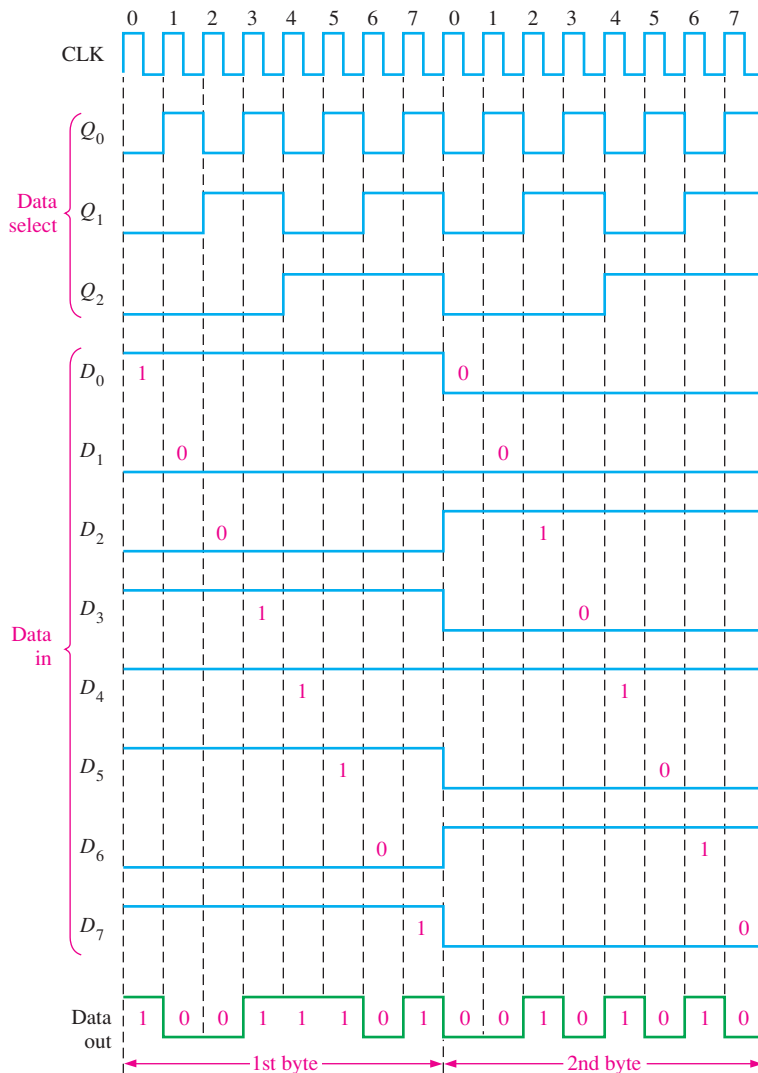 0 1 2 3 4 5 6 7 0 1 2 3 4 5 6 7
CLK
Q0
Data select
Q1
Q2
D0
1 0
D1
0 0
D2
0 1
D3
1 0
Data in
D4
1 1
D5
1 0
D6
0 1
D7
1 0
Data out
1 0 0 1 1 1 0 1 0 0 1 0 1 0 1 0
1st byte 2nd byte